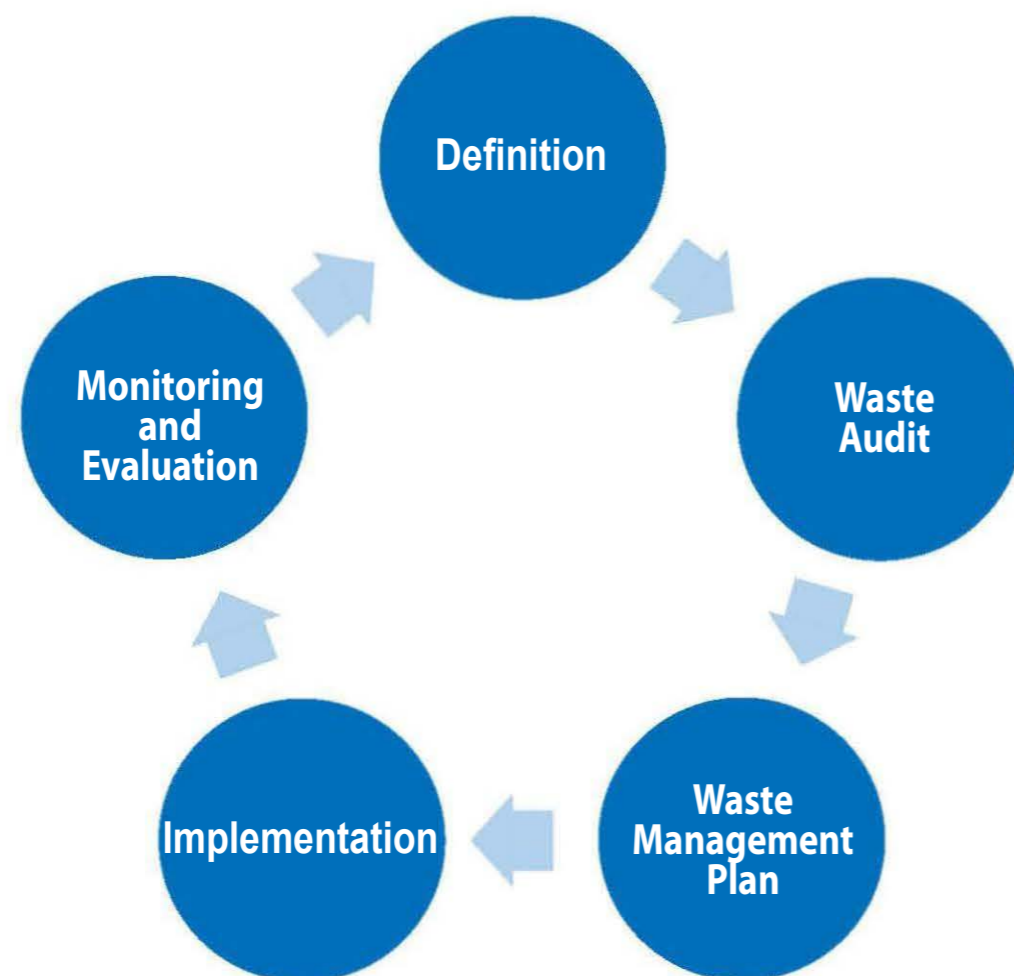 Definition
Waste
Audit
Waste
Management
Plan
Implementation
Monitoring
and
Evaluation